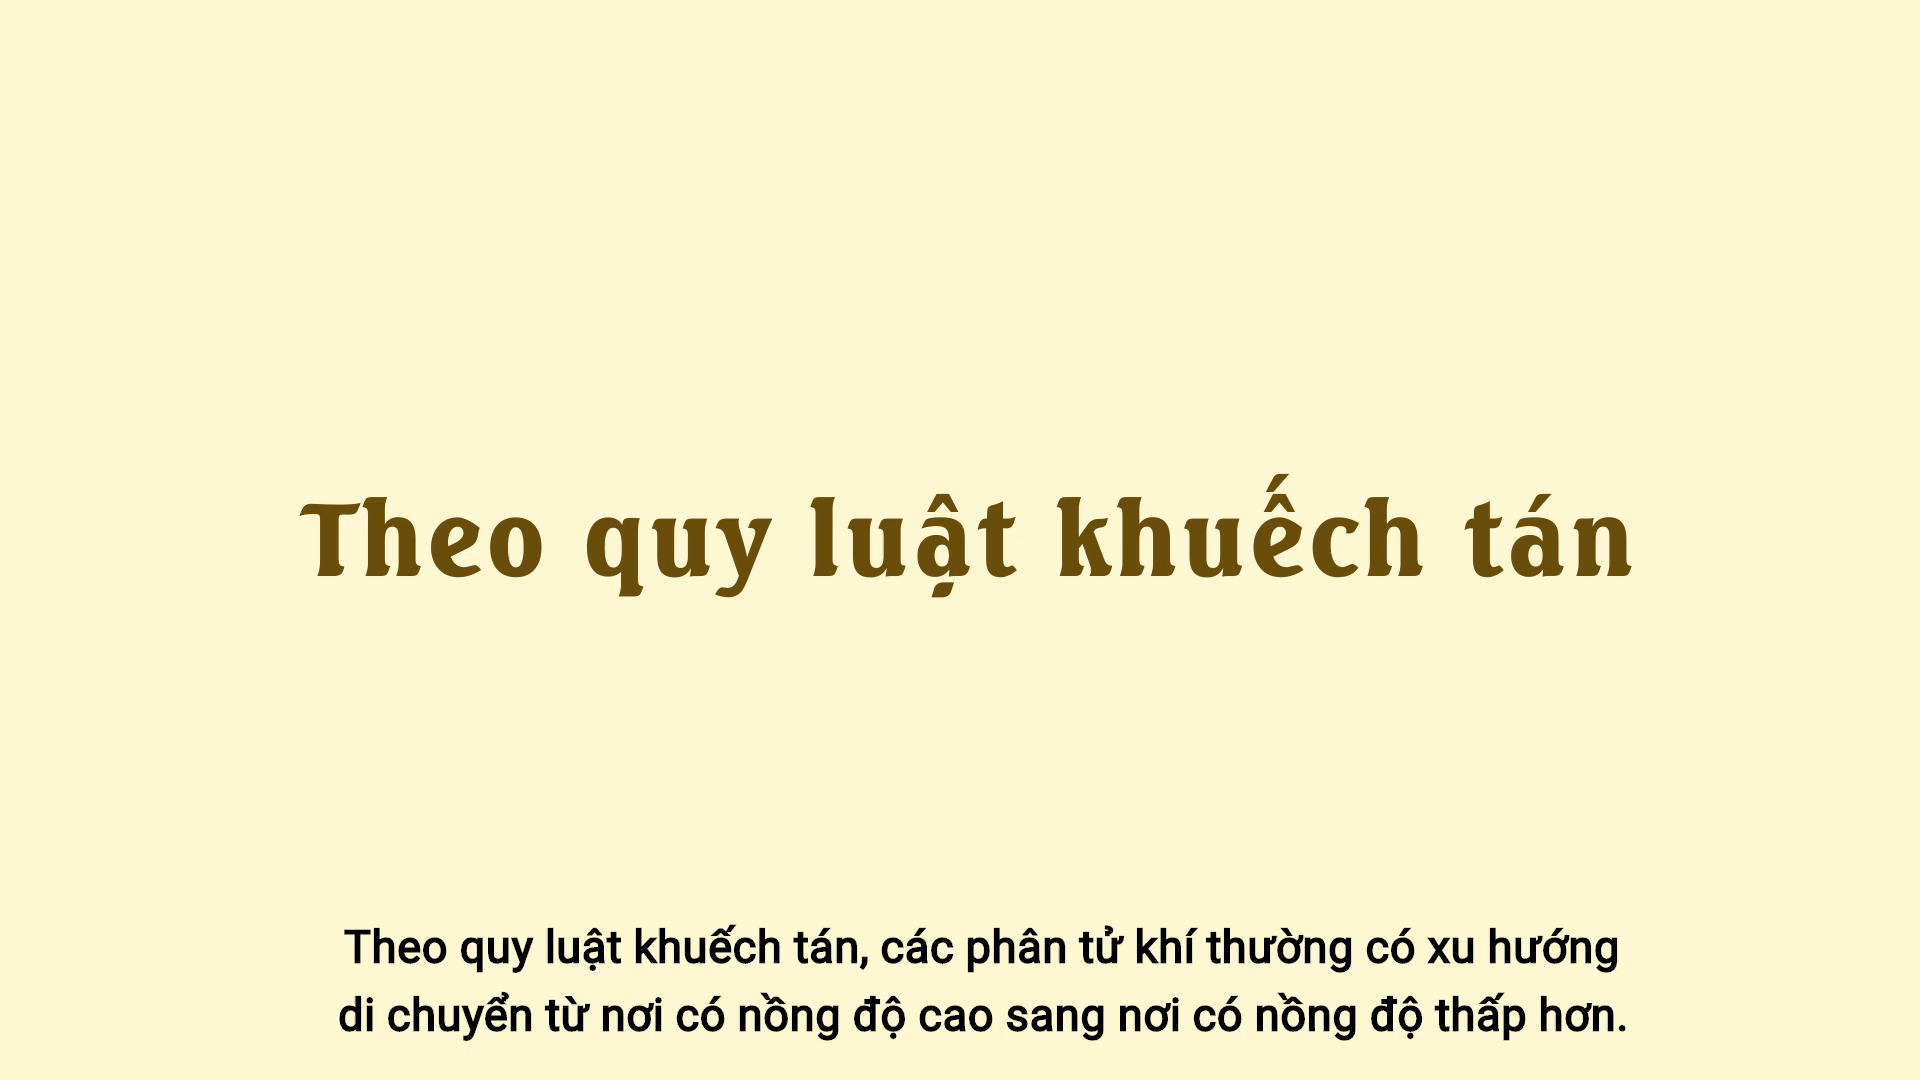 Theo quy luật khuếch tán
Theo quy luật khuếch tán, các phân tử khí thường có xu hướng
di chuyển từ nơi có nồng độ cao sang nơi có nồng độ thấp hơn.